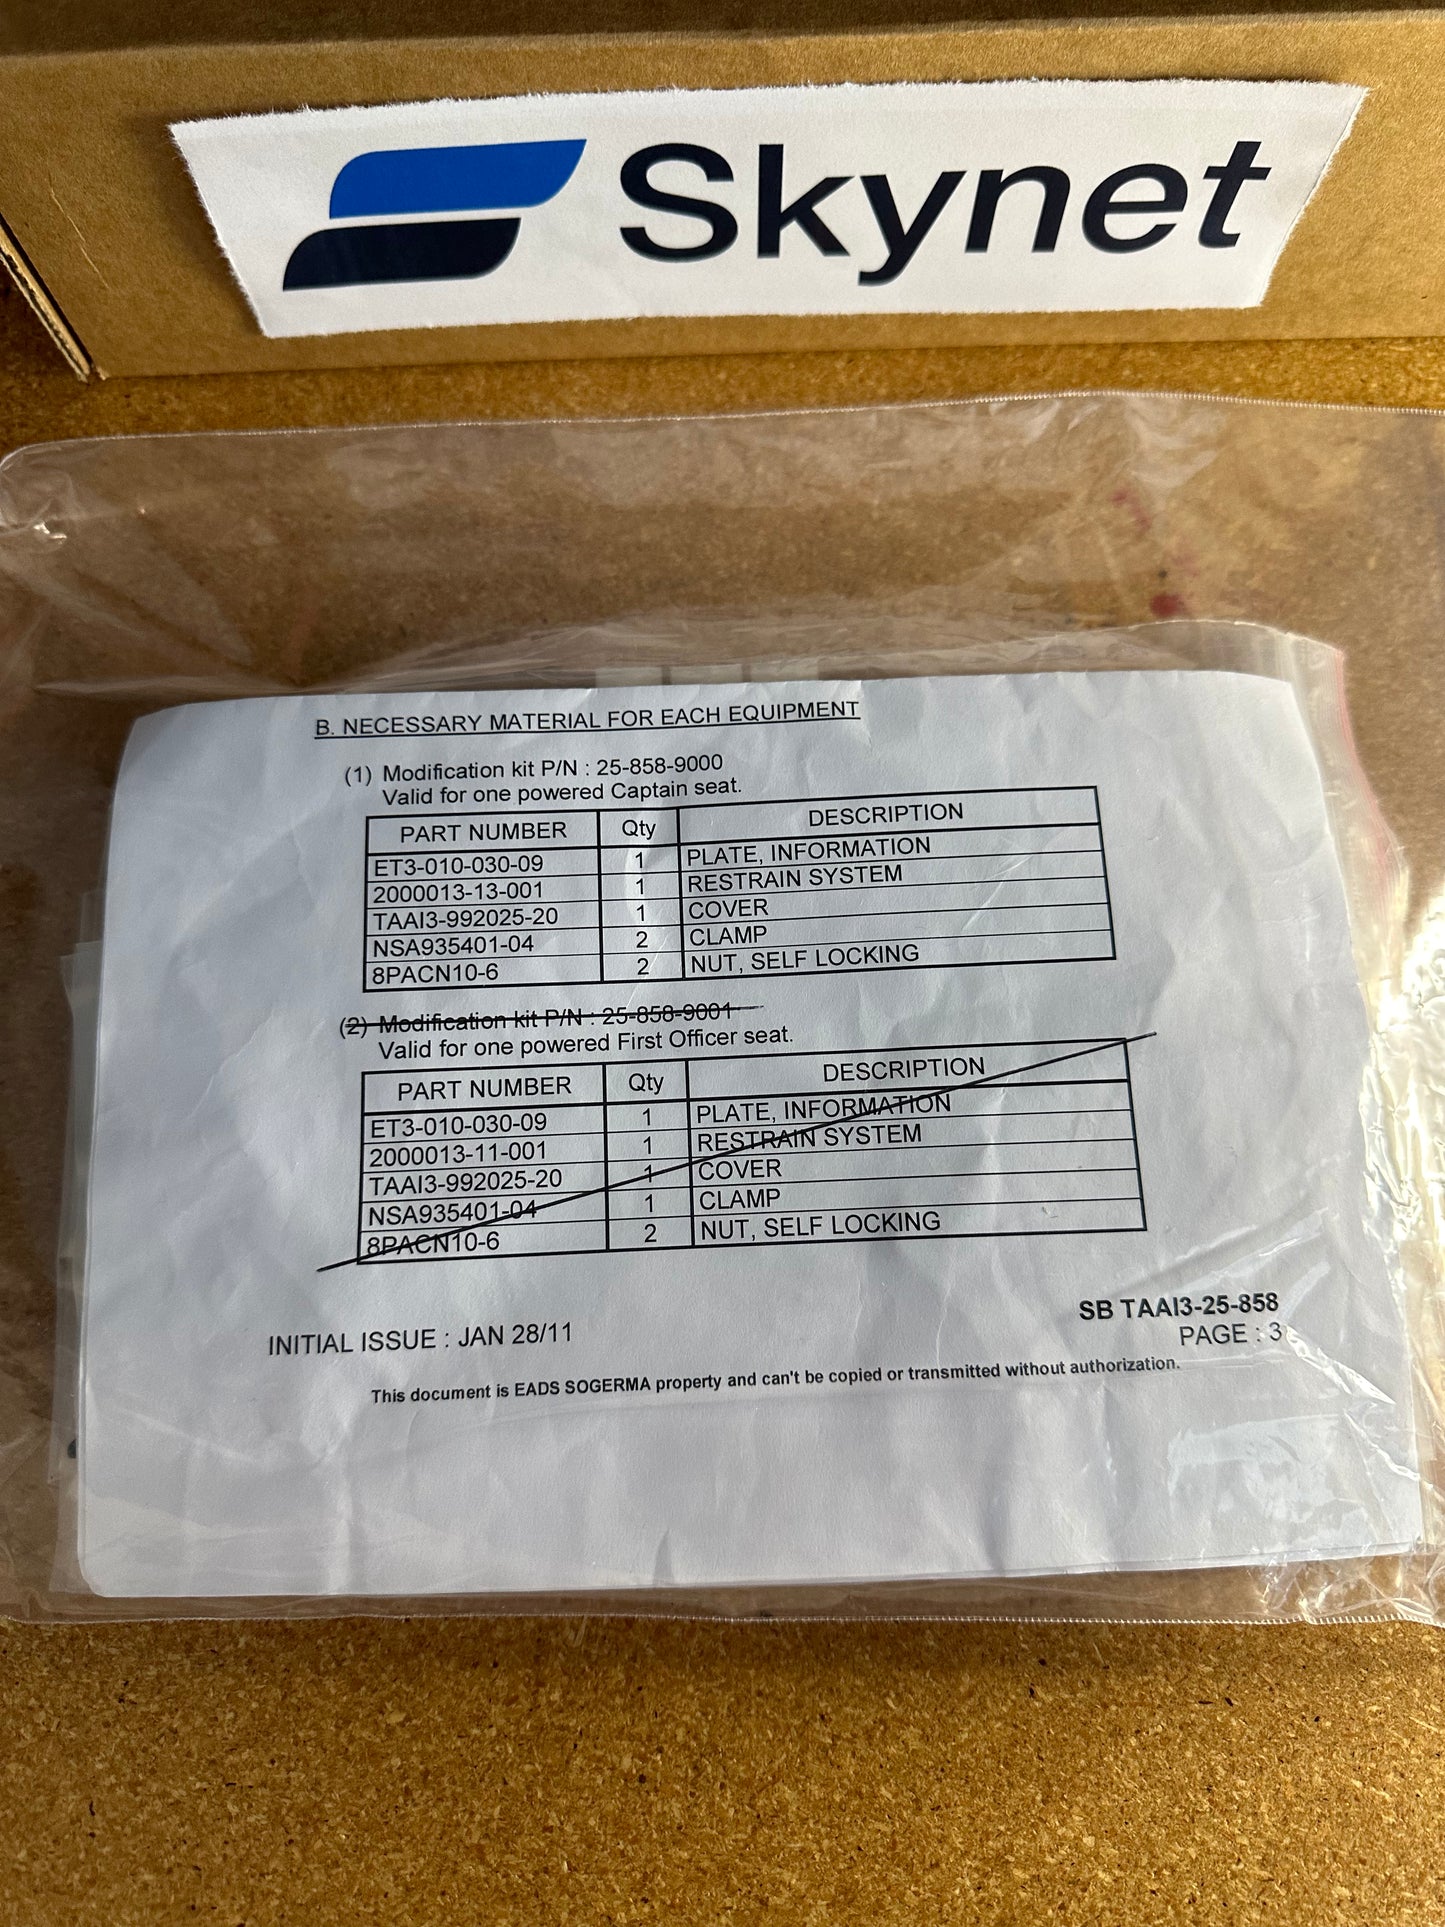 Skynet
B. NECESSARY MATERIAL FOR EACH EQUIPMENT
(1) Modification kit P/N : 25-858-9000
Valid for one powered Captain seat.
PART NUMBER Qty DESCRIPTION
ET3-010-030-09 1 PLATE, INFORMATION
2000013-13-001 1 RESTRAIN SYSTEM
TAAI3-992025-20 1 COVER
NSA935401-04 2 CLAMP
8PACN10-6 2 NUT, SELF LOCKING
(2) Modification kit P/N : 25-858-9001
Valid for one powered First Officer seat.
PART NUMBER Qty DESCRIPTION
ET3-010-030-09 1 PLATE, INFORMATION
2000013-11-001 1 RESTRAIN SYSTEM
TAAI3-992025-20 1 COVER
NSA935401-04 1 CLAMP
8PACN10-6 2 NUT, SELF LOCKING
SB TAAI3-25-858
INITIAL ISSUE : JAN 28/11 PAGE : 3
This document is EADS SOGERMA property and can't be copied or transmitted without authorization.